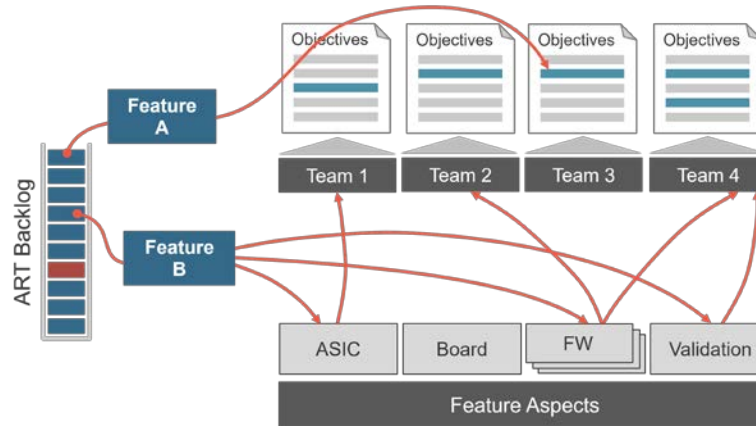 Objectives
Objectives
Objectives
Objectives
Feature
A
Team 1
Team 2
Team 3
Team 4
ART Backlog
Feature
B
ASIC
Board
FW
Validation
Feature Aspects